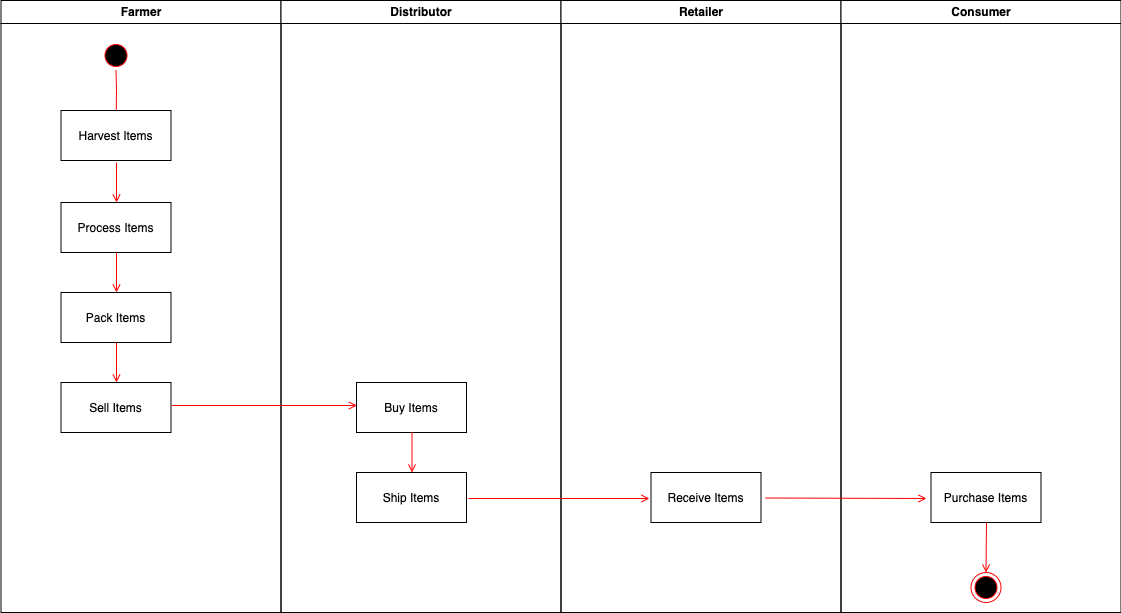 Farmer
Distributor
Retailer
Consumer
Harvest Items
Process Items
Pack Items
Sell Items
Buy Items
Ship Items
Receive Items
Purchase Items